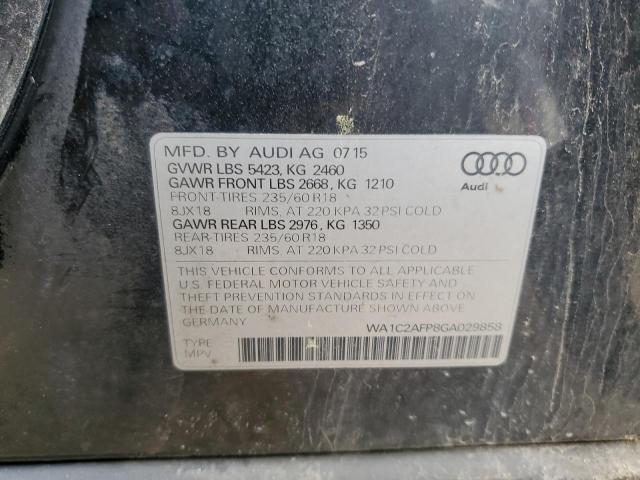 MFD. BY AUDI AG 0715
GVWR LBS 5423, KG 2460
GAWR FRONT LBS 2668, KG 1210
FRONT-TIRES 235/60 R18
8JX18 RIMS, AT 220 KPA 32 PSI COLD
GAWR REAR LBS 2976, KG 1350
REAR-TIRES 235/60 R18
8JX18 RIMS, AT 220 KPA 32 PSI COLD
Audi
THIS VEHICLE CONFORMS TO ALL APPLICABLE
U.S. FEDERAL MOTOR VEHICLE SAFETY AND
THEFT PREVENTION STANDARDS IN EFFECT ON
THE DATE OF MANUFACTURE SHOWN ABOVE
GERMANY
WA1C2AFP8GA029858
TYPE
MPV